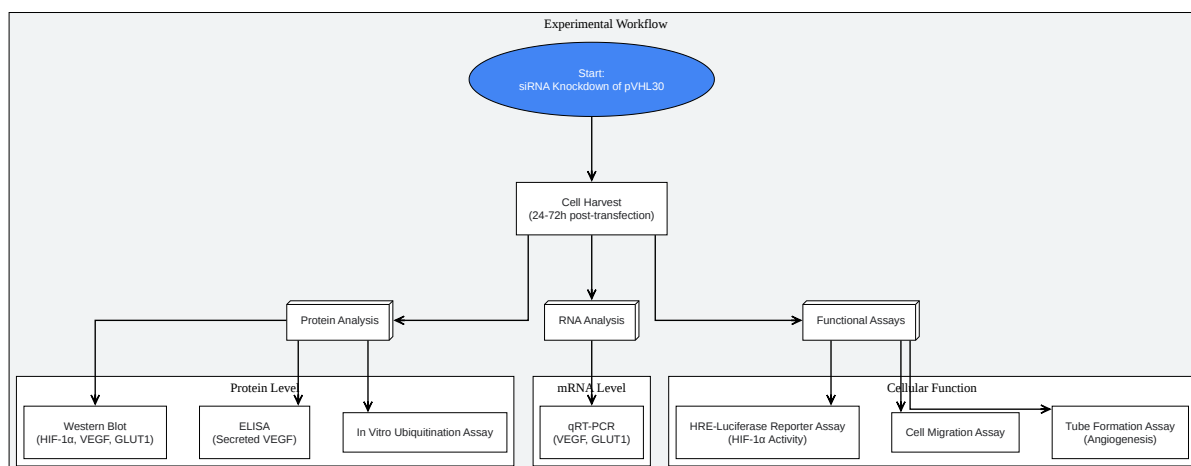 Experimental Workflow
Start:
siRNA Knockdown of pVHL30
Cell Harvest
(24-72h post-transfection)
Protein Analysis
RNA Analysis
Functional Assays
Protein Level
mRNA Level
Cellular Function
Western Blot
(HIF-1α, VEGF, GLUT1)
ELISA
(Secreted VEGF)
In Vitro Ubiquitination Assay
qRT-PCR
(VEGF, GLUT1)
HRE-Luciferase Reporter Assay
(HIF-1α Activity)
Cell Migration Assay
Tube Formation Assay
(Angiogenesis)